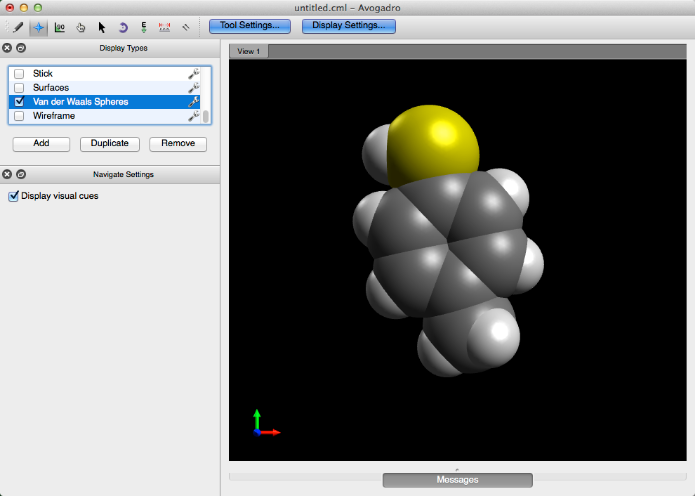 untitled.cml - Avogadro
E
Tool Settings...
Display Settings...
Display Types
Stick
Surfaces
Van der Waals Spheres
Wireframe
Add
Duplicate
Remove
Navigate Settings
Display visual cues
View 1
Messages